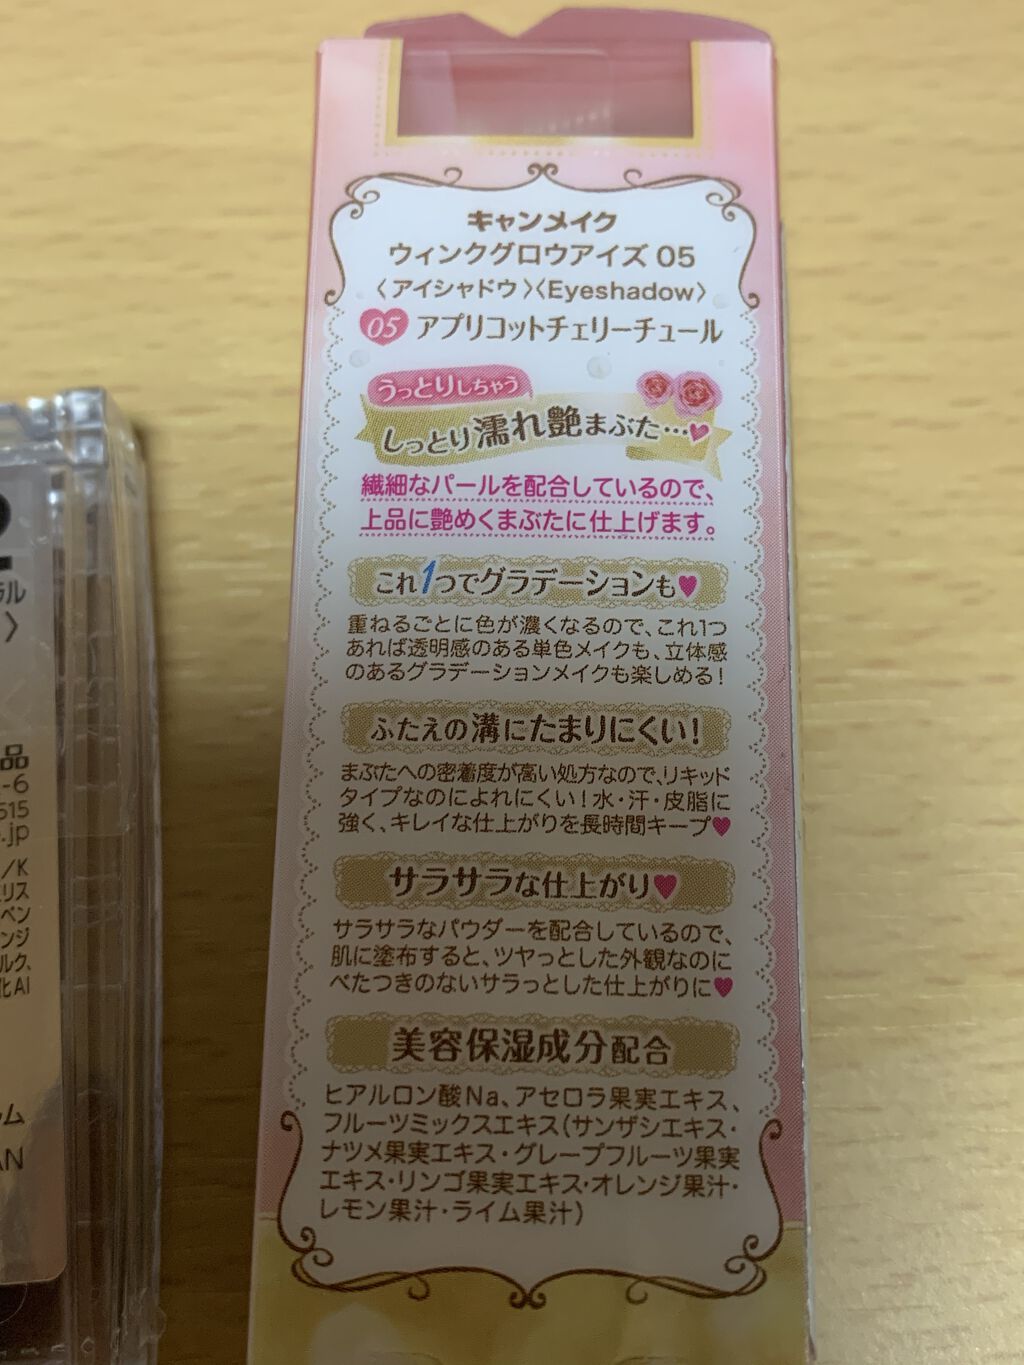 キャンメイク
ウィンクグロウアイズ 05
〈アイシャドウ〉〈Eyeshadow〉
05 アプリコットチェリーチュール
うっとりしちゃう
しっとり濡れ艶まぶた…♥
繊細なパールを配合しているので、
上品に艶めくまぶたに仕上げます。
これ1つでグラデーションも♥
重ねるごとに色が濃くなるので、これ1つ
あれば透明感のある単色メイクも、立体感
のあるグラデーションメイクも楽しめる!
ふたえの溝にたまりにくい!
まぶたへの密着度が高い処方なので、リキッド
タイプなのによれにくい!水・汗・皮脂に
強く、キレイな仕上がりを長時間キープ♥
サラサラな仕上がり♥
サラサラなパウダーを配合しているので、
肌に塗布すると、ツヤっとした外観なのに
べたつきのないサラっとした仕上がりに♥
美容保湿成分配合
ヒアルロン酸Na、アセロラ果実エキス、
フルーツミックスエキス(サンザシエキス・
ナツメ果実エキス・グレープフルーツ果実
エキス・リンゴ果実エキス・オレンジ果汁・
レモン果汁・ライム果汁)
ラル
〉
品
-6
515
.jp
/K
リス
ペン
ンジ
ルク、
化Al
ム
AN